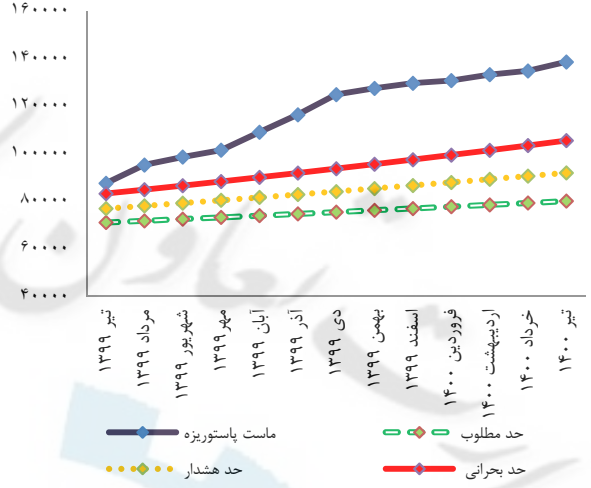 ۱۶۰۰۰۰
۱۴۰۰۰۰
۱۲۰۰۰۰
۱۰۰۰۰۰
۸۰۰۰۰
۶۰۰۰۰
۴۰۰۰۰
تیر ۱۳۹۹
مرداد ۱۳۹۹
شهریور ۱۳۹۹
مهر ۱۳۹۹
آبان ۱۳۹۹
آذر ۱۳۹۹
دی ۱۳۹۹
بهمن ۱۳۹۹
اسفند ۱۳۹۹
فروردین ۱۴۰۰
اردیبهشت ۱۴۰۰
خرداد ۱۴۰۰
تیر ۱۴۰۰
حد مطلوب
ماست پاستوریزه
حد بحرانی
حد هشدار